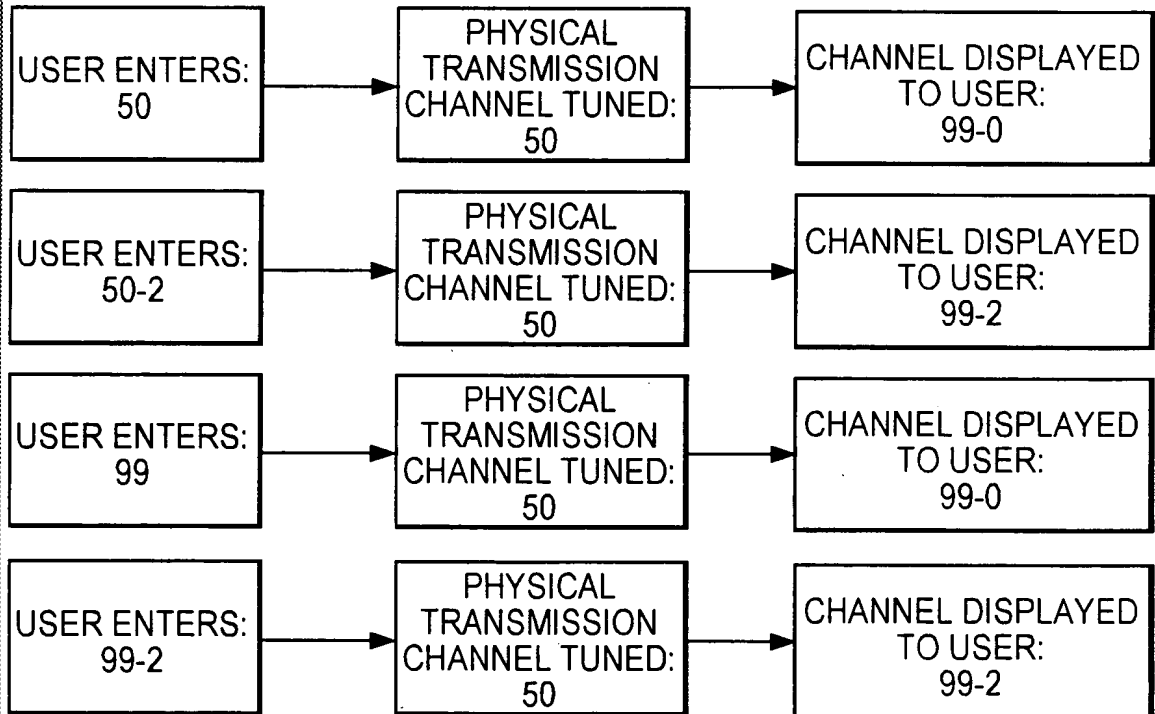 USER ENTERS:
50
PHYSICAL
TRANSMISSION
CHANNEL TUNED:
50
CHANNEL DISPLAYED
TO USER:
99-0
USER ENTERS:
50-2
PHYSICAL
TRANSMISSION
CHANNEL TUNED:
50
CHANNEL DISPLAYED
TO USER:
99-2
USER ENTERS:
99
PHYSICAL
TRANSMISSION
CHANNEL TUNED:
50
CHANNEL DISPLAYED
TO USER:
99-0
USER ENTERS:
99-2
PHYSICAL
TRANSMISSION
CHANNEL TUNED:
50
CHANNEL DISPLAYED
TO USER:
99-2